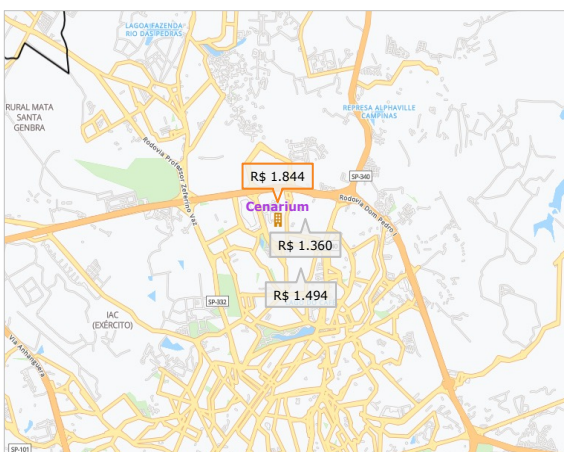 LAGOA FAZENDA
RIO DAS PEDRAS
RURAL MATA
SANTA
GENBRA
REPRESA ALPHAVILLE
CAMPINAS
Rodovia Professor Zeferino Vaz
R$ 1.844
SP-340
Cenarium
Rodovia Dom Pedro I
R$ 1.360
R$ 1.494
SP-332
IAC
(EXÉRCITO)
Via Anhangüera
SP-101